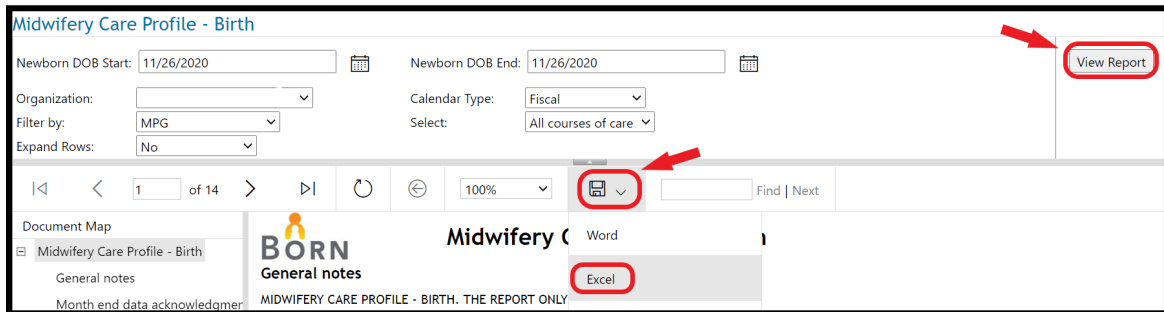 Midwifery Care Profile - Birth
Newborn DOB Start: 11/26/2020 Newborn DOB End: 11/26/2020 View Report
Organization: Calendar Type: Fiscal
Filter by: MPG Select: All courses of care
Expand Rows: No
1 of 14 100% Find | Next
Document Map
Midwifery Care Profile - Birth
General notes
Month end data acknowledgmen
BORN
Midwifery C
General notes
MIDWIFERY CARE PROFILE - BIRTH. THE REPORT ONLY
Word
Excel